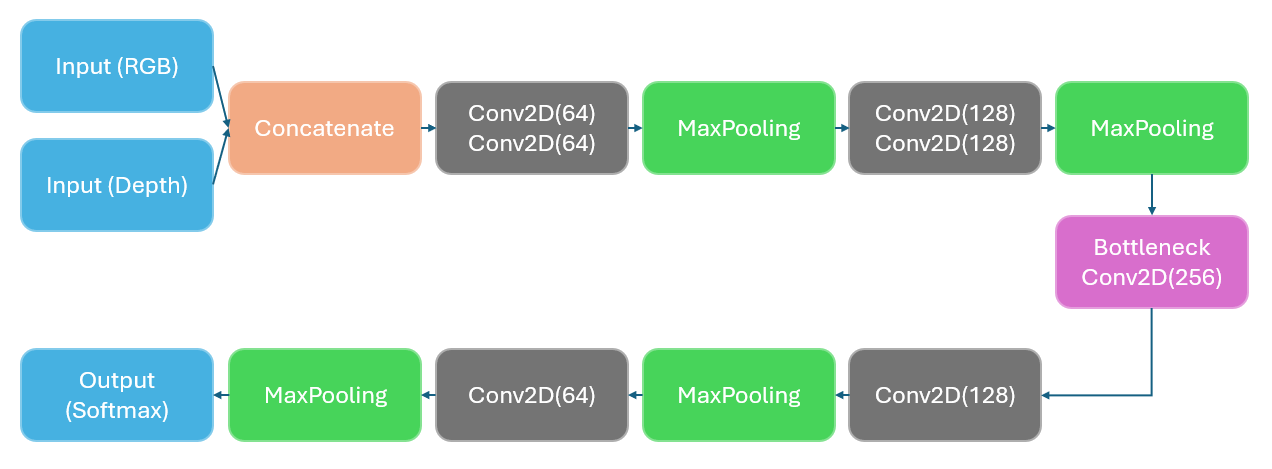 Input (RGB)
Input (Depth)
Concatenate
Conv2D(64)
Conv2D(64)
MaxPooling
Conv2D(128)
Conv2D(128)
MaxPooling
Bottleneck
Conv2D(256)
Conv2D(128)
MaxPooling
Conv2D(64)
MaxPooling
Output
(Softmax)